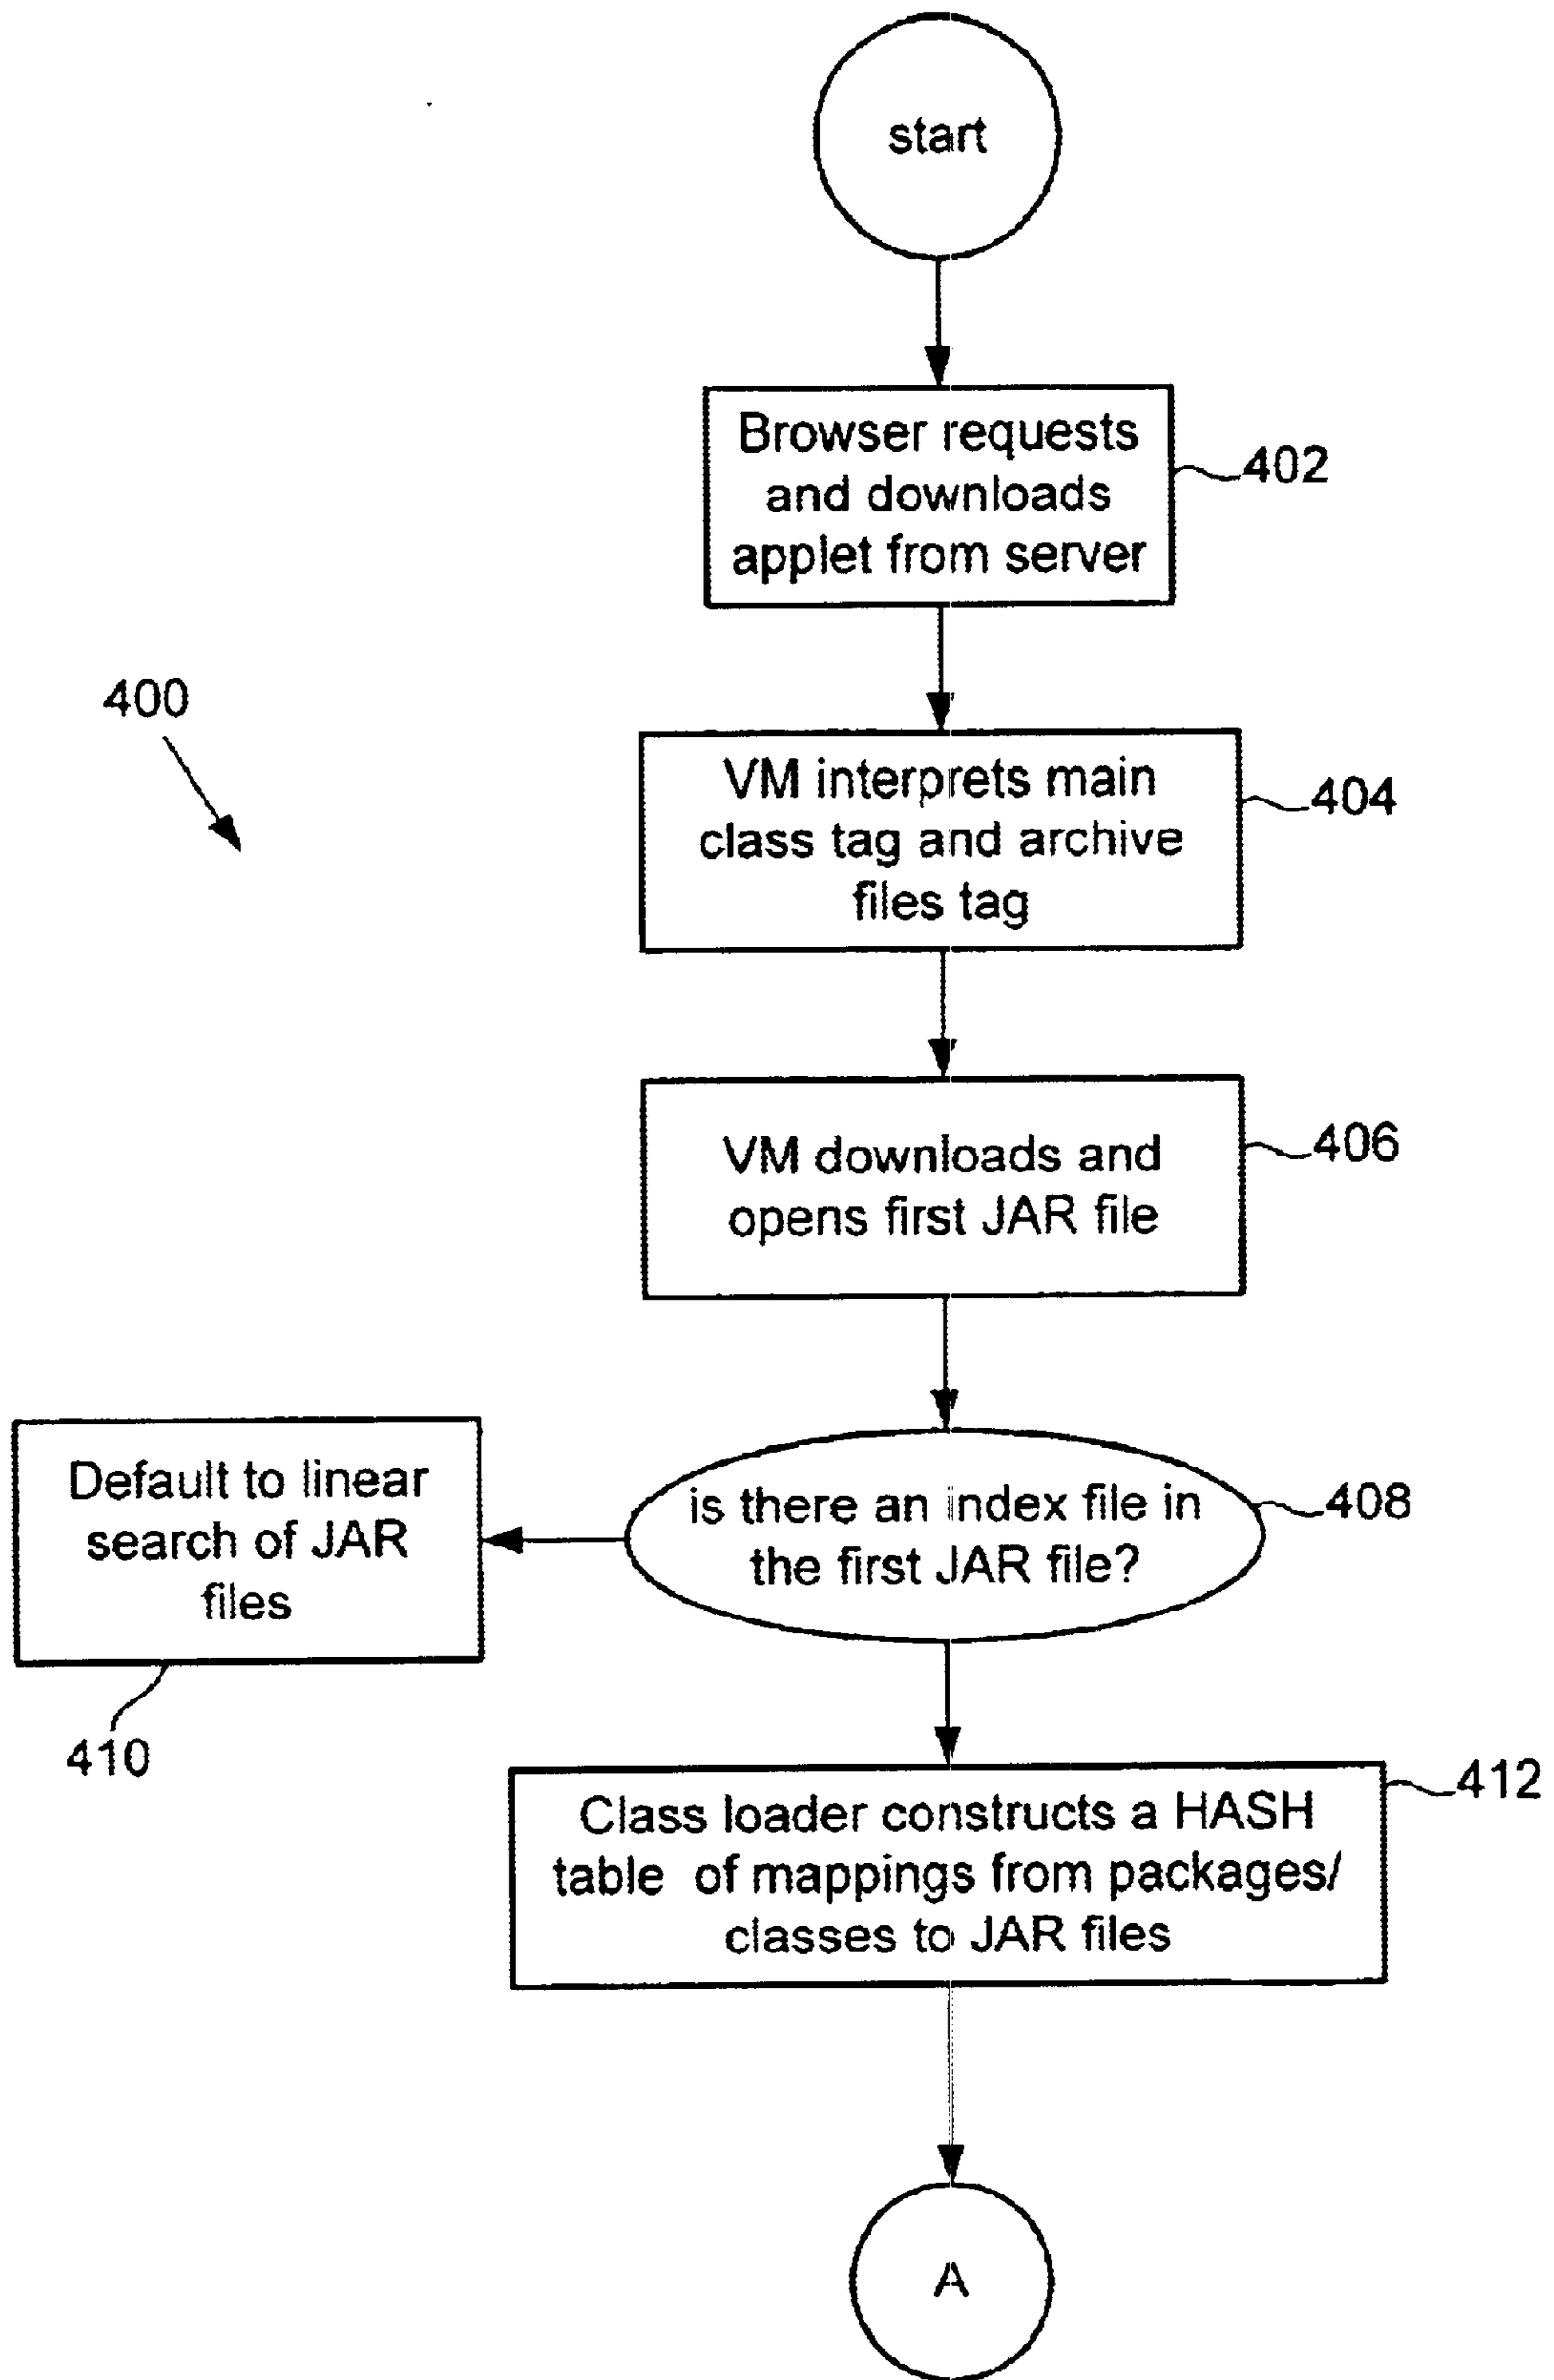 start
Browser requests
and downloads
applet from server
402
400
VM interprets main
class tag and archive
files tag
404
VM downloads and
opens first JAR file
406
is there an index file in
the first JAR file?
408
Default to linear
search of JAR
files
410
Class loader constructs a HASH
table of mappings from packages/
classes to JAR files
412
A